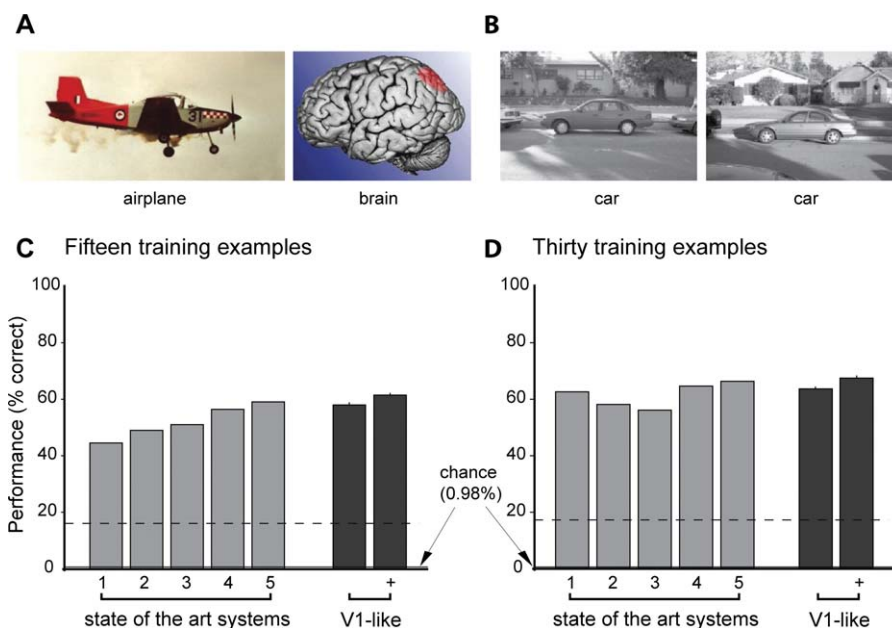 A
B
31
airplane
brain
car
car
C Fifteen training examples
D Thirty training examples
Performance (% correct)
100
80
60
40
20
0
1 2 3 4 5 +
state of the art systems
V1-like
chance
(0.98%)
100
80
60
40
20
0
1 2 3 4 5 +
state of the art systems
V1-like